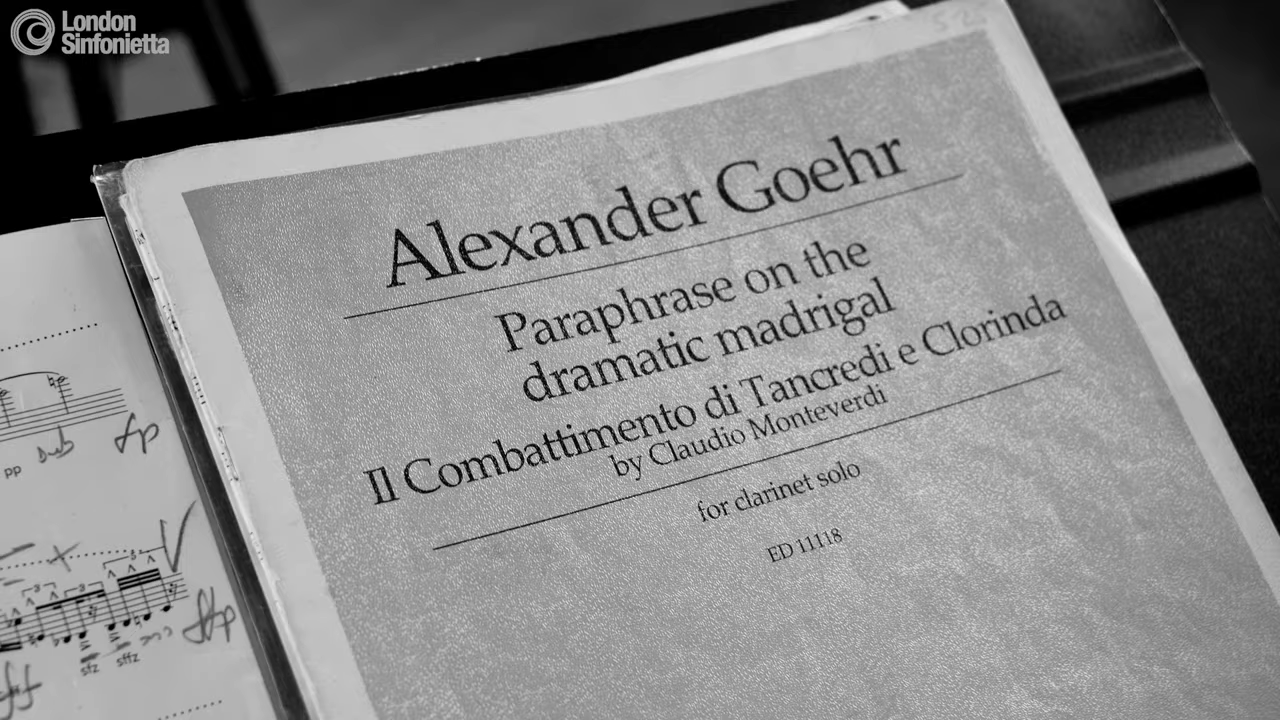 London
Sinfonietta
Alexander Goehr
Paraphrase on the
dramatic madrigal
Il Combattimento di Tancredi e Clorinda
by Claudio Monteverdi
for clarinet solo
ED 11118
52
pp
sfz
sffz